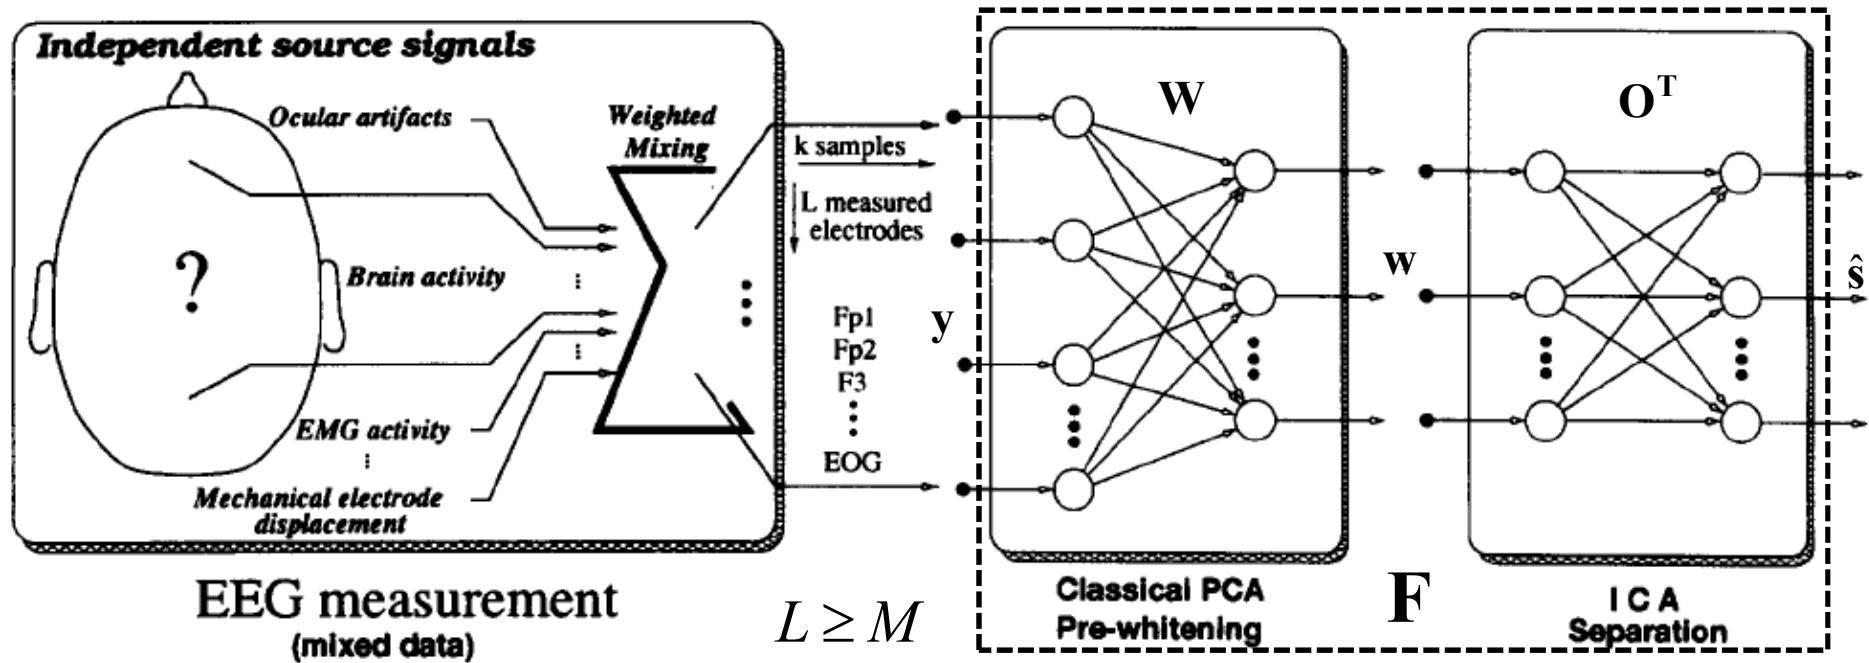 Independent source signals
Ocular artifacts
Weighted
Mixing
?
Brain activity
EMG activity
Mechanical electrode
displacement
EEG measurement
(mixed data)
k samples
L measured
electrodes
Fp1
Fp2
F3
EOG
L ≥ M
y
W
Classical PCA
Pre-whitening
w
F
Oᵀ
ŝ
I C A
Separation